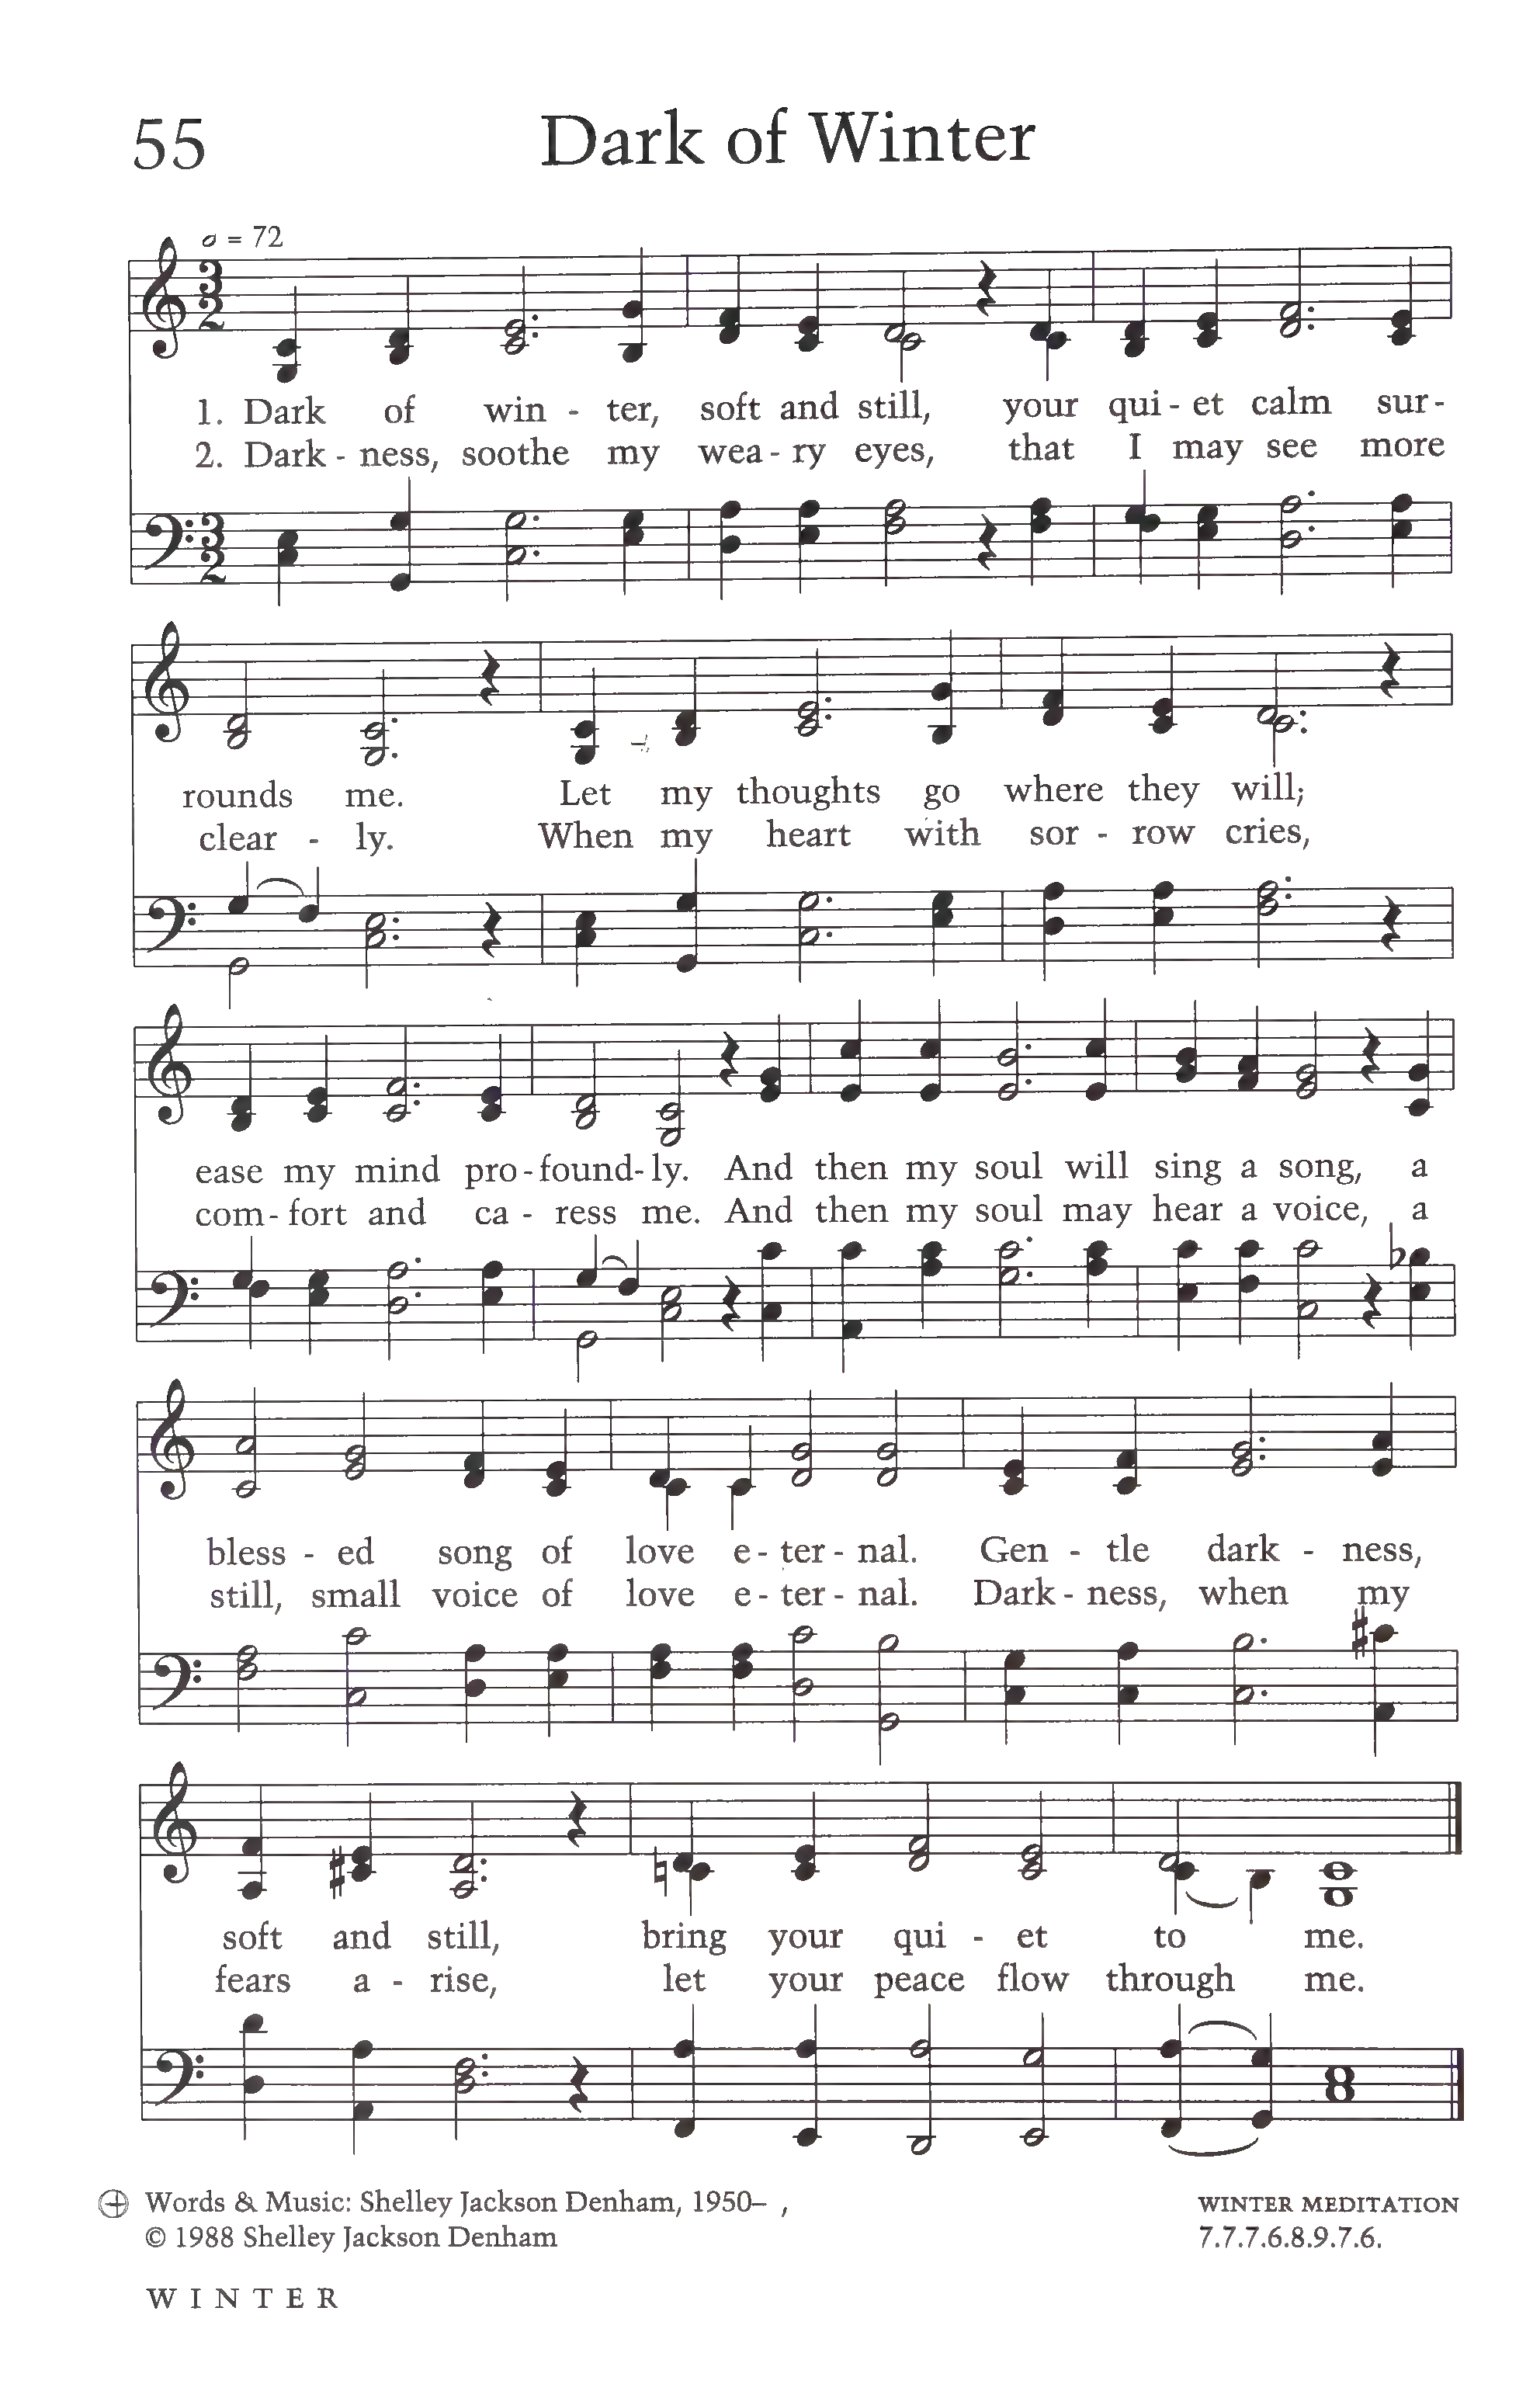 55 Dark of Winter
= 72
1. Dark of win - ter, soft and still, your qui - et calm sur-
2. Dark - ness, soothe my wea - ry eyes, that I may see more
rounds me. Let my thoughts go where they will;
clear - ly. When my heart with sor - row cries,
ease my mind pro - found - ly. And then my soul will sing a song, a
com - fort and ca - ress me. And then my soul may hear a voice, a
bless - ed song of love e - ter - nal. Gen - tle dark - ness,
still, small voice of love e - ter - nal. Dark - ness, when my
soft and still, bring your qui - et to me.
fears a - rise, let your peace flow through me.
Words & Music: Shelley Jackson Denham, 1950– ,
© 1988 Shelley Jackson Denham
WINTER MEDITATION
7.7.7.6.8.9.7.6.
WINTER